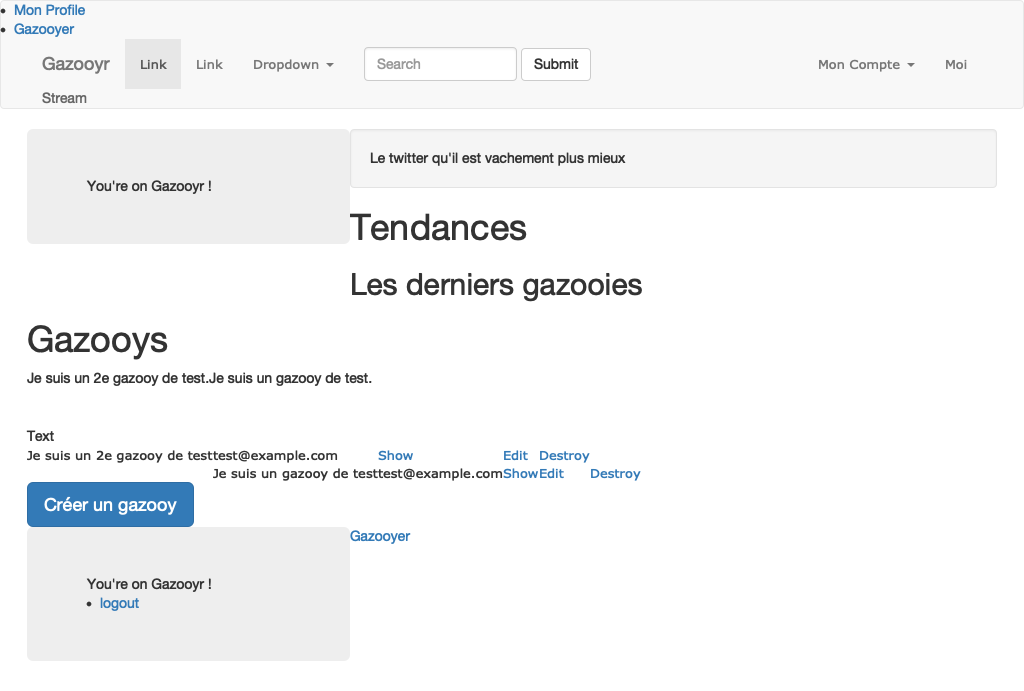 Mon Profile
Gazooyer
Gazooyr Link Link Dropdown Search Submit Mon Compte Moi
Stream
You're on Gazooyr !
Le twitter qu'il est vachement plus mieux
Tendances
Les derniers gazooies
Gazooys
Je suis un 2e gazooy de test.Je suis un gazooy de test.
Text
Je suis un 2e gazooy de testtest@example.com Show Edit Destroy
Je suis un gazooy de testtest@example.comShowEdit Destroy
Créer un gazooy
Gazooyer
You're on Gazooyr !
logout